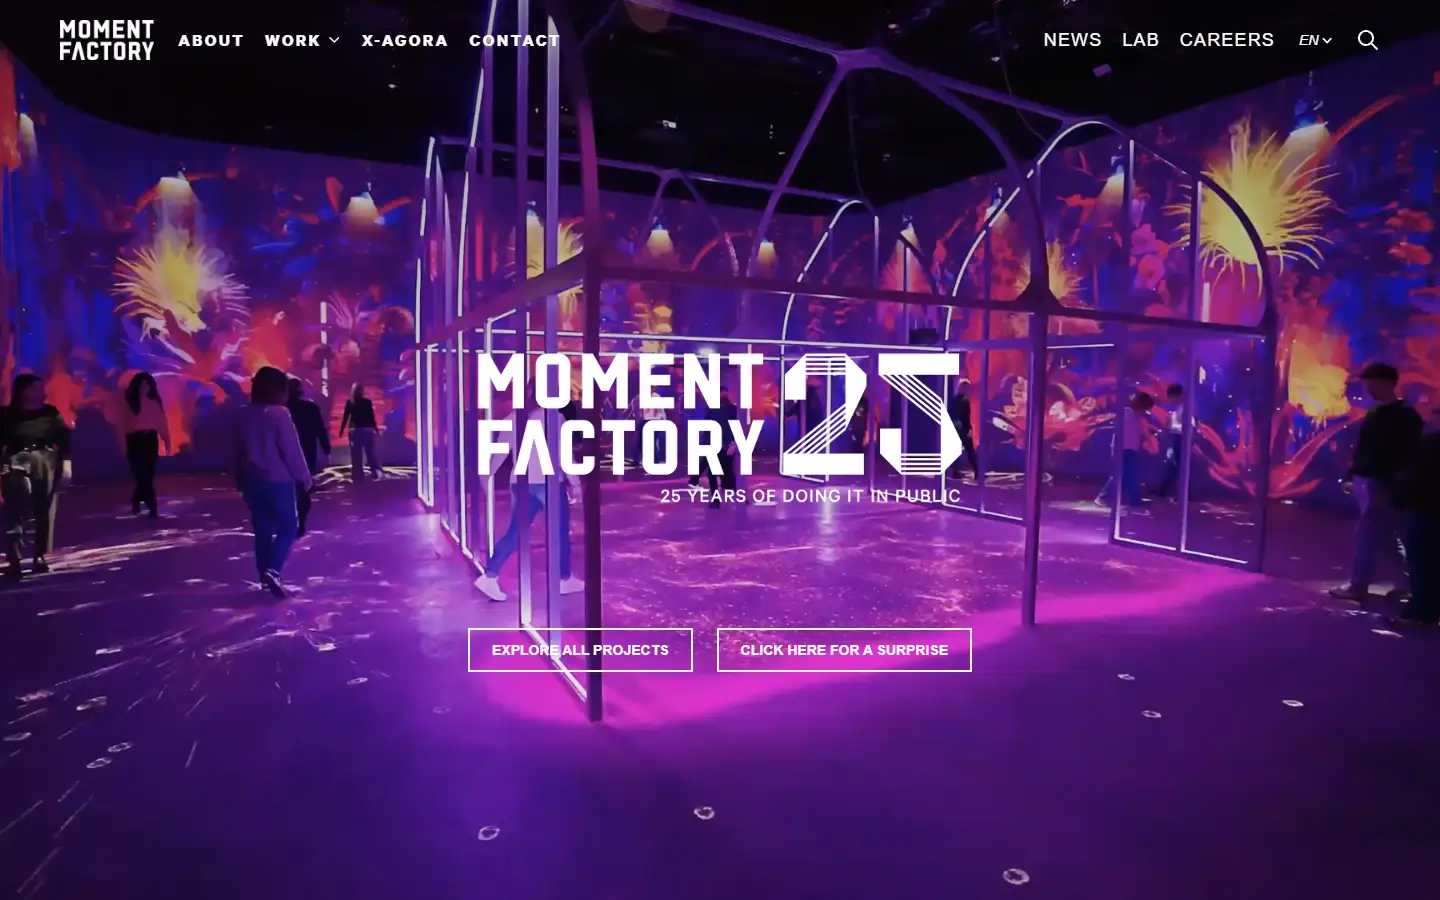 MOMENT
FACTORY
ABOUT
WORK
X-AGORA
CONTACT
NEWS
LAB
CAREERS
EN
MOMENT 25
FACTORY
25 YEARS OF DOING IT IN PUBLIC
EXPLORE ALL PROJECTS
CLICK HERE FOR A SURPRISE